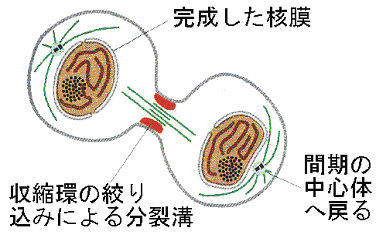 完成した核膜
収縮環の絞り
込みによる分裂溝
間期の
中心体
へ戻る